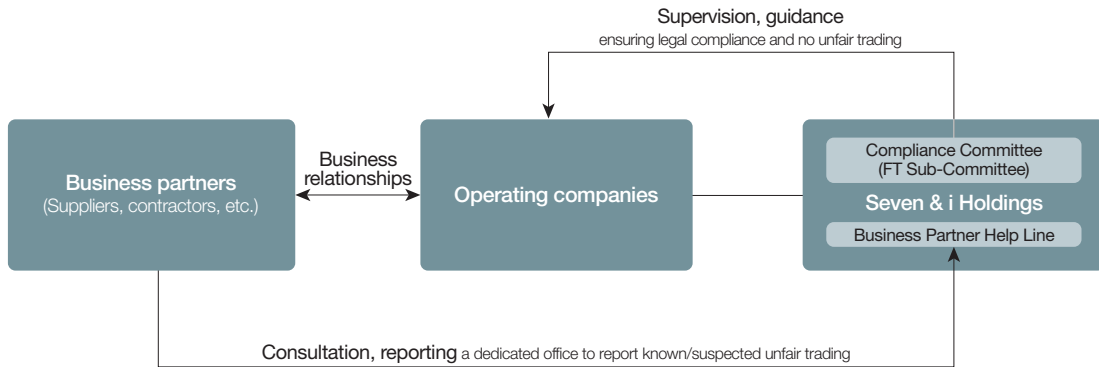 Supervision, guidance
ensuring legal compliance and no unfair trading
Business partners
(Suppliers, contractors, etc.)
Business
relationships
Operating companies
Compliance Committee
(FT Sub-Committee)
Seven & i Holdings
Business Partner Help Line
Consultation, reporting a dedicated office to report known/suspected unfair trading